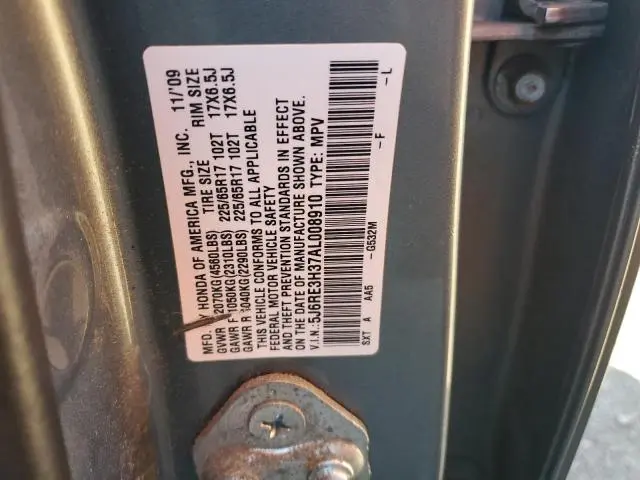 MFD. BY HONDA OF AMERICA MFG., INC. 11/'09
GVWR 2070KG(4560LBS) TIRE SIZE RIM SIZE
GAWR F 1050KG(2310LBS) 225/65R17 102T 17X6.5J
GAWR R 1040KG(2290LBS) 225/65R17 102T 17X6.5J
THIS VEHICLE CONFORMS TO ALL APPLICABLE
FEDERAL MOTOR VEHICLE SAFETY
AND THEFT PREVENTION STANDARDS IN EFFECT
ON THE DATE OF MANUFACTURE SHOWN ABOVE.
V.I.N.: 5J6RE3H37AL008910 TYPE: MPV
SXT A AA5 -G532M -F -L